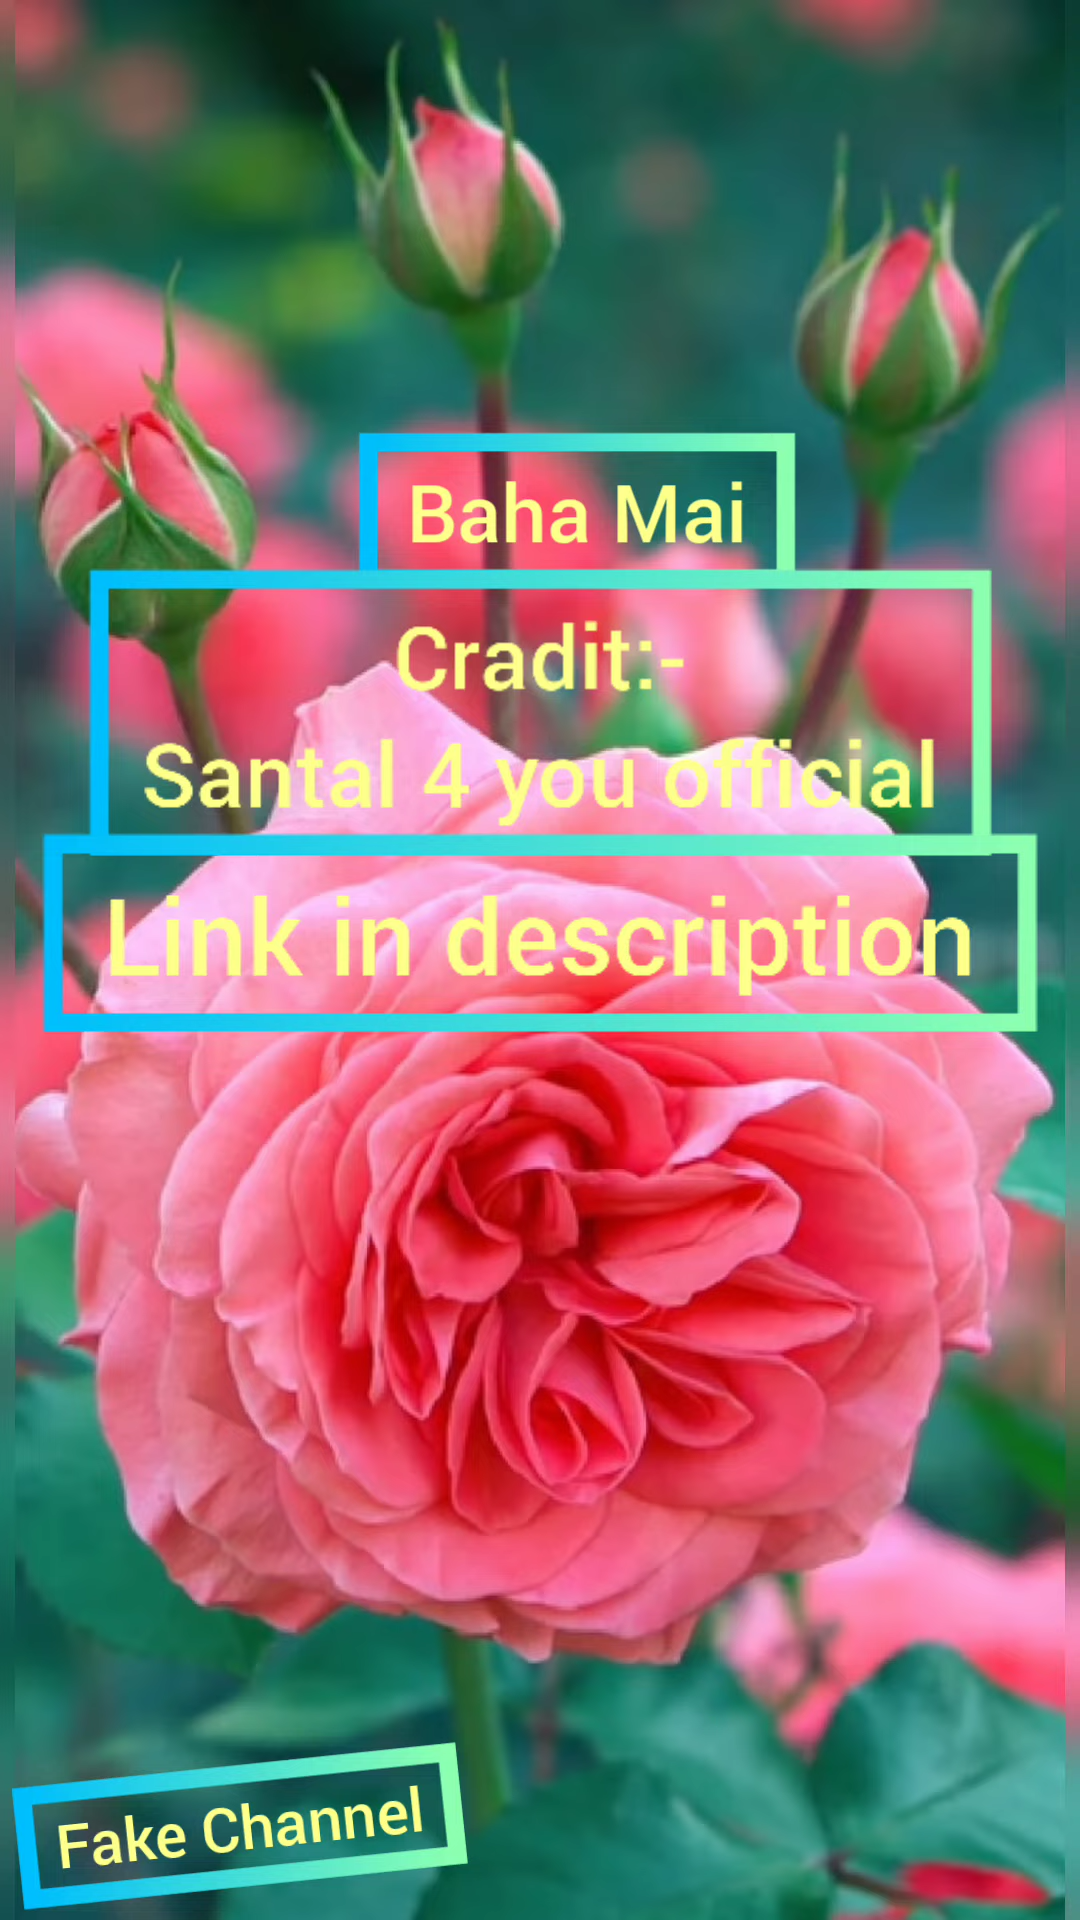 Baha Mai
Cradit:-
Santal 4 you official
Link in description
Fake Channel